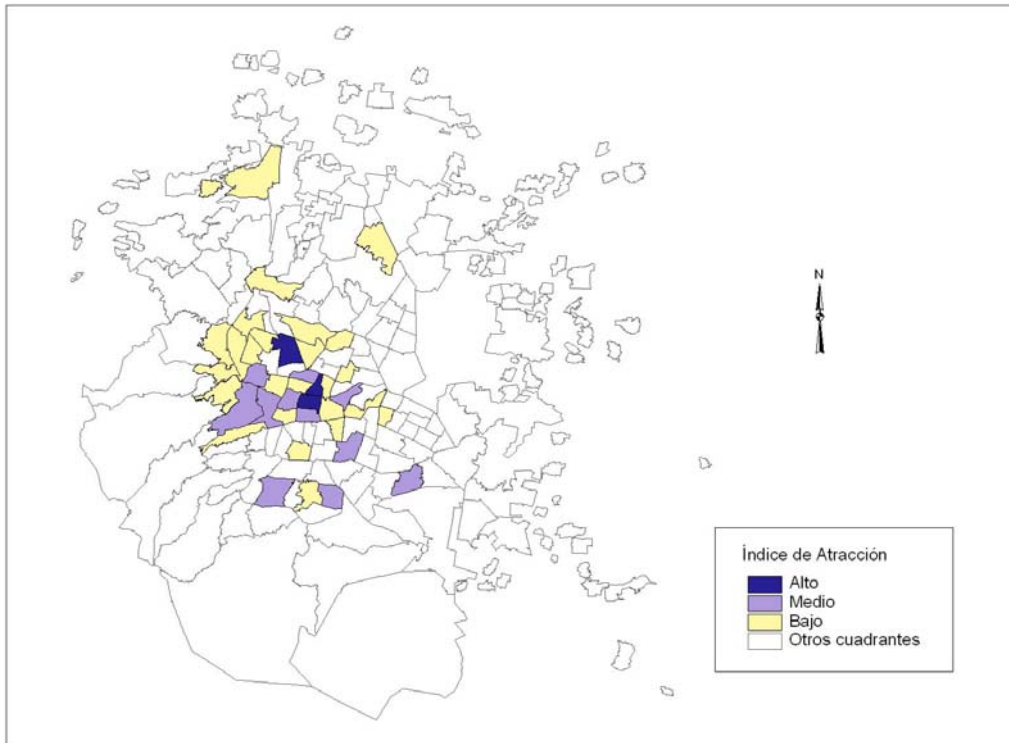 N
Índice de Atracción
Alto
Medio
Bajo
Otros cuadrantes